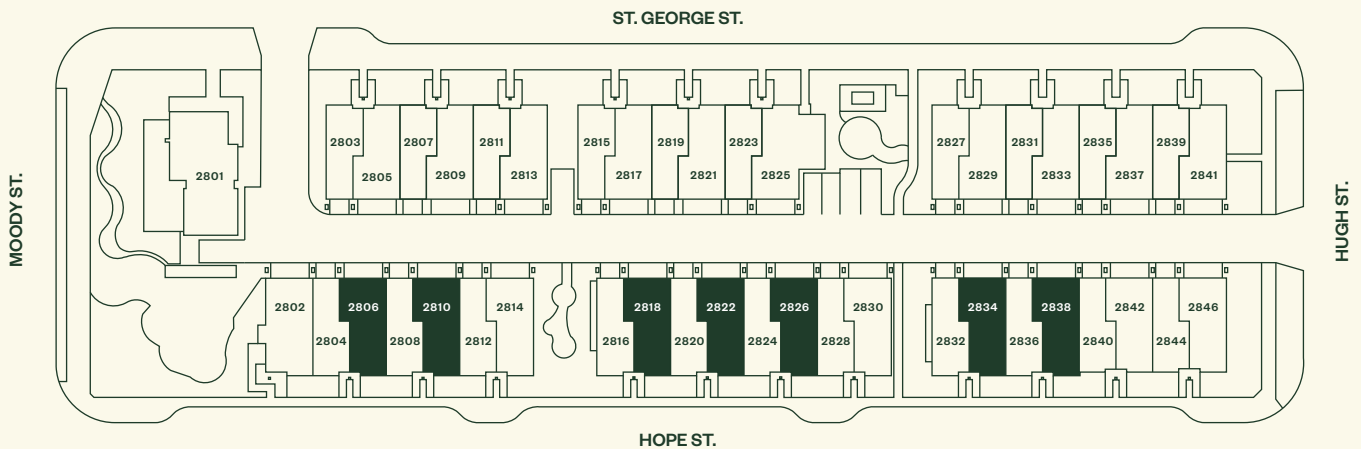 ST. GEORGE ST.
MOODY ST.
HUGH ST.
2801
2803 2807 2811 2815 2819 2823 2827 2831 2835 2839
2805 2809 2813 2817 2821 2825 2829 2833 2837 2841
2802 2806 2810 2814 2818 2822 2826 2830 2834 2838 2842 2846
2804 2808 2812 2816 2820 2824 2828 2832 2836 2840 2844
HOPE ST.